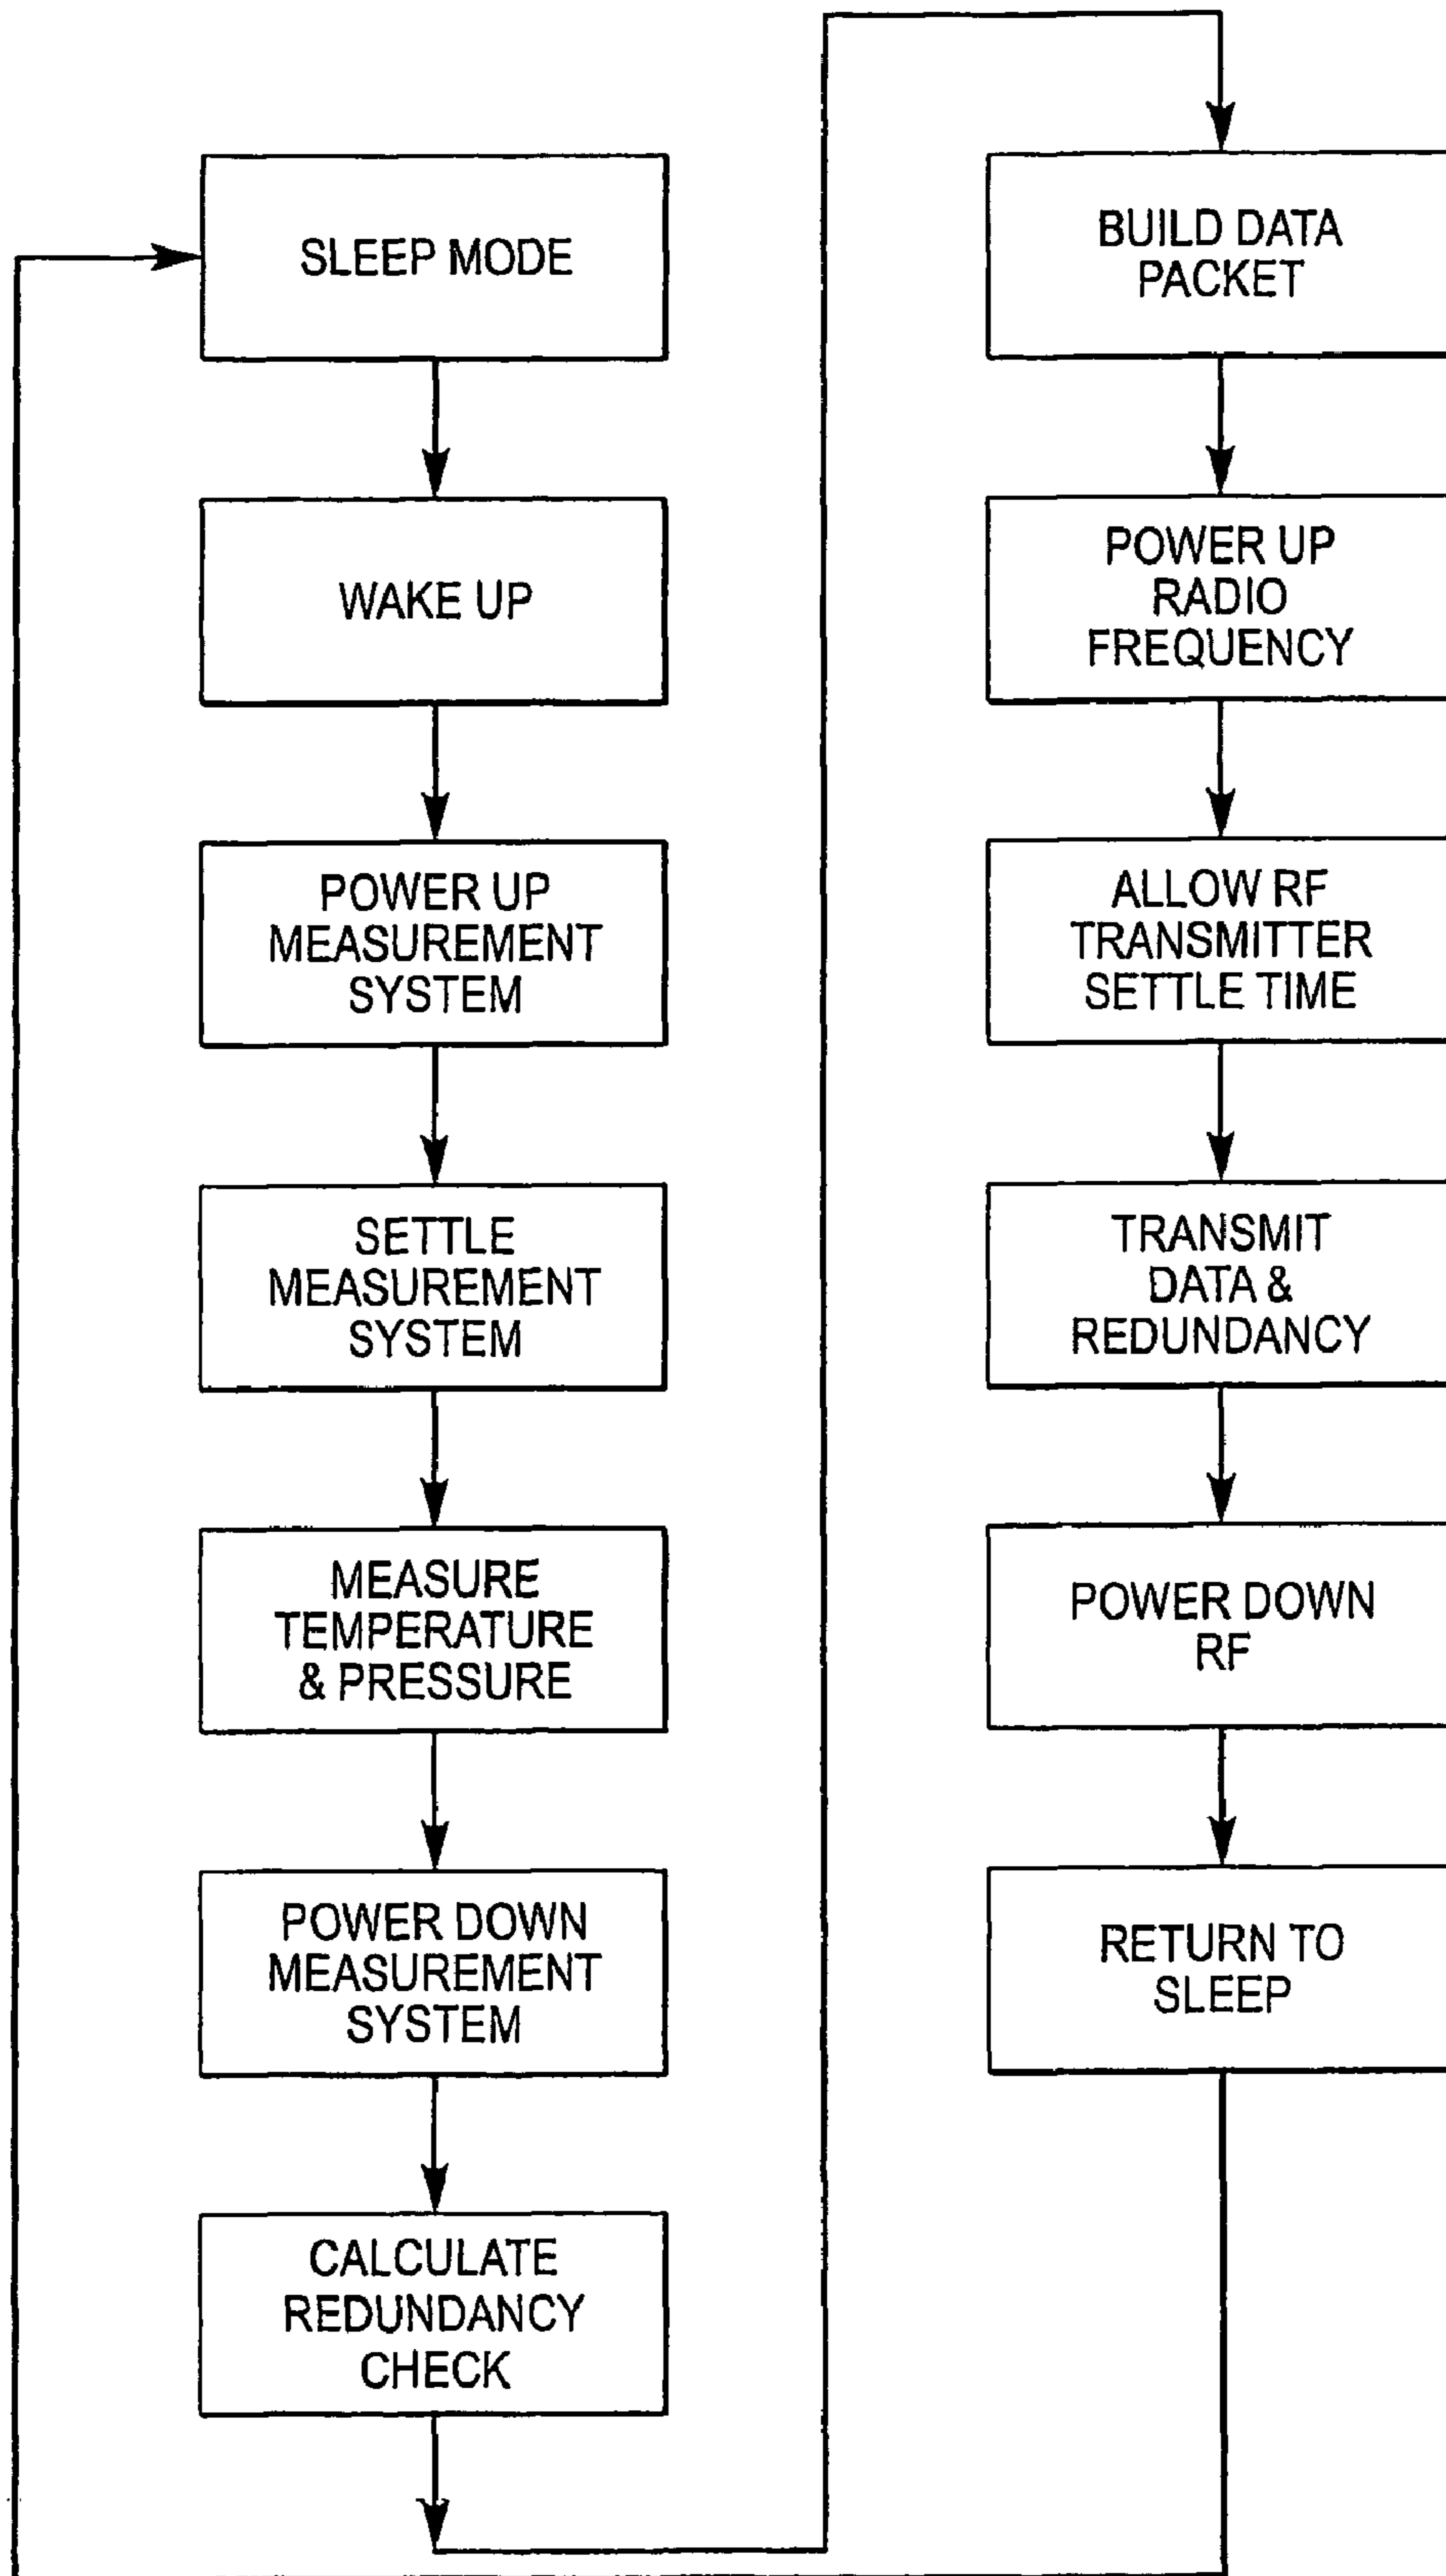 SLEEP MODE
WAKE UP
POWER UP
MEASUREMENT
SYSTEM
SETTLE
MEASUREMENT
SYSTEM
MEASURE
TEMPERATURE
& PRESSURE
POWER DOWN
MEASUREMENT
SYSTEM
CALCULATE
REDUNDANCY
CHECK
BUILD DATA
PACKET
POWER UP
RADIO
FREQUENCY
ALLOW RF
TRANSMITTER
SETTLE TIME
TRANSMIT
DATA &
REDUNDANCY
POWER DOWN
RF
RETURN TO
SLEEP